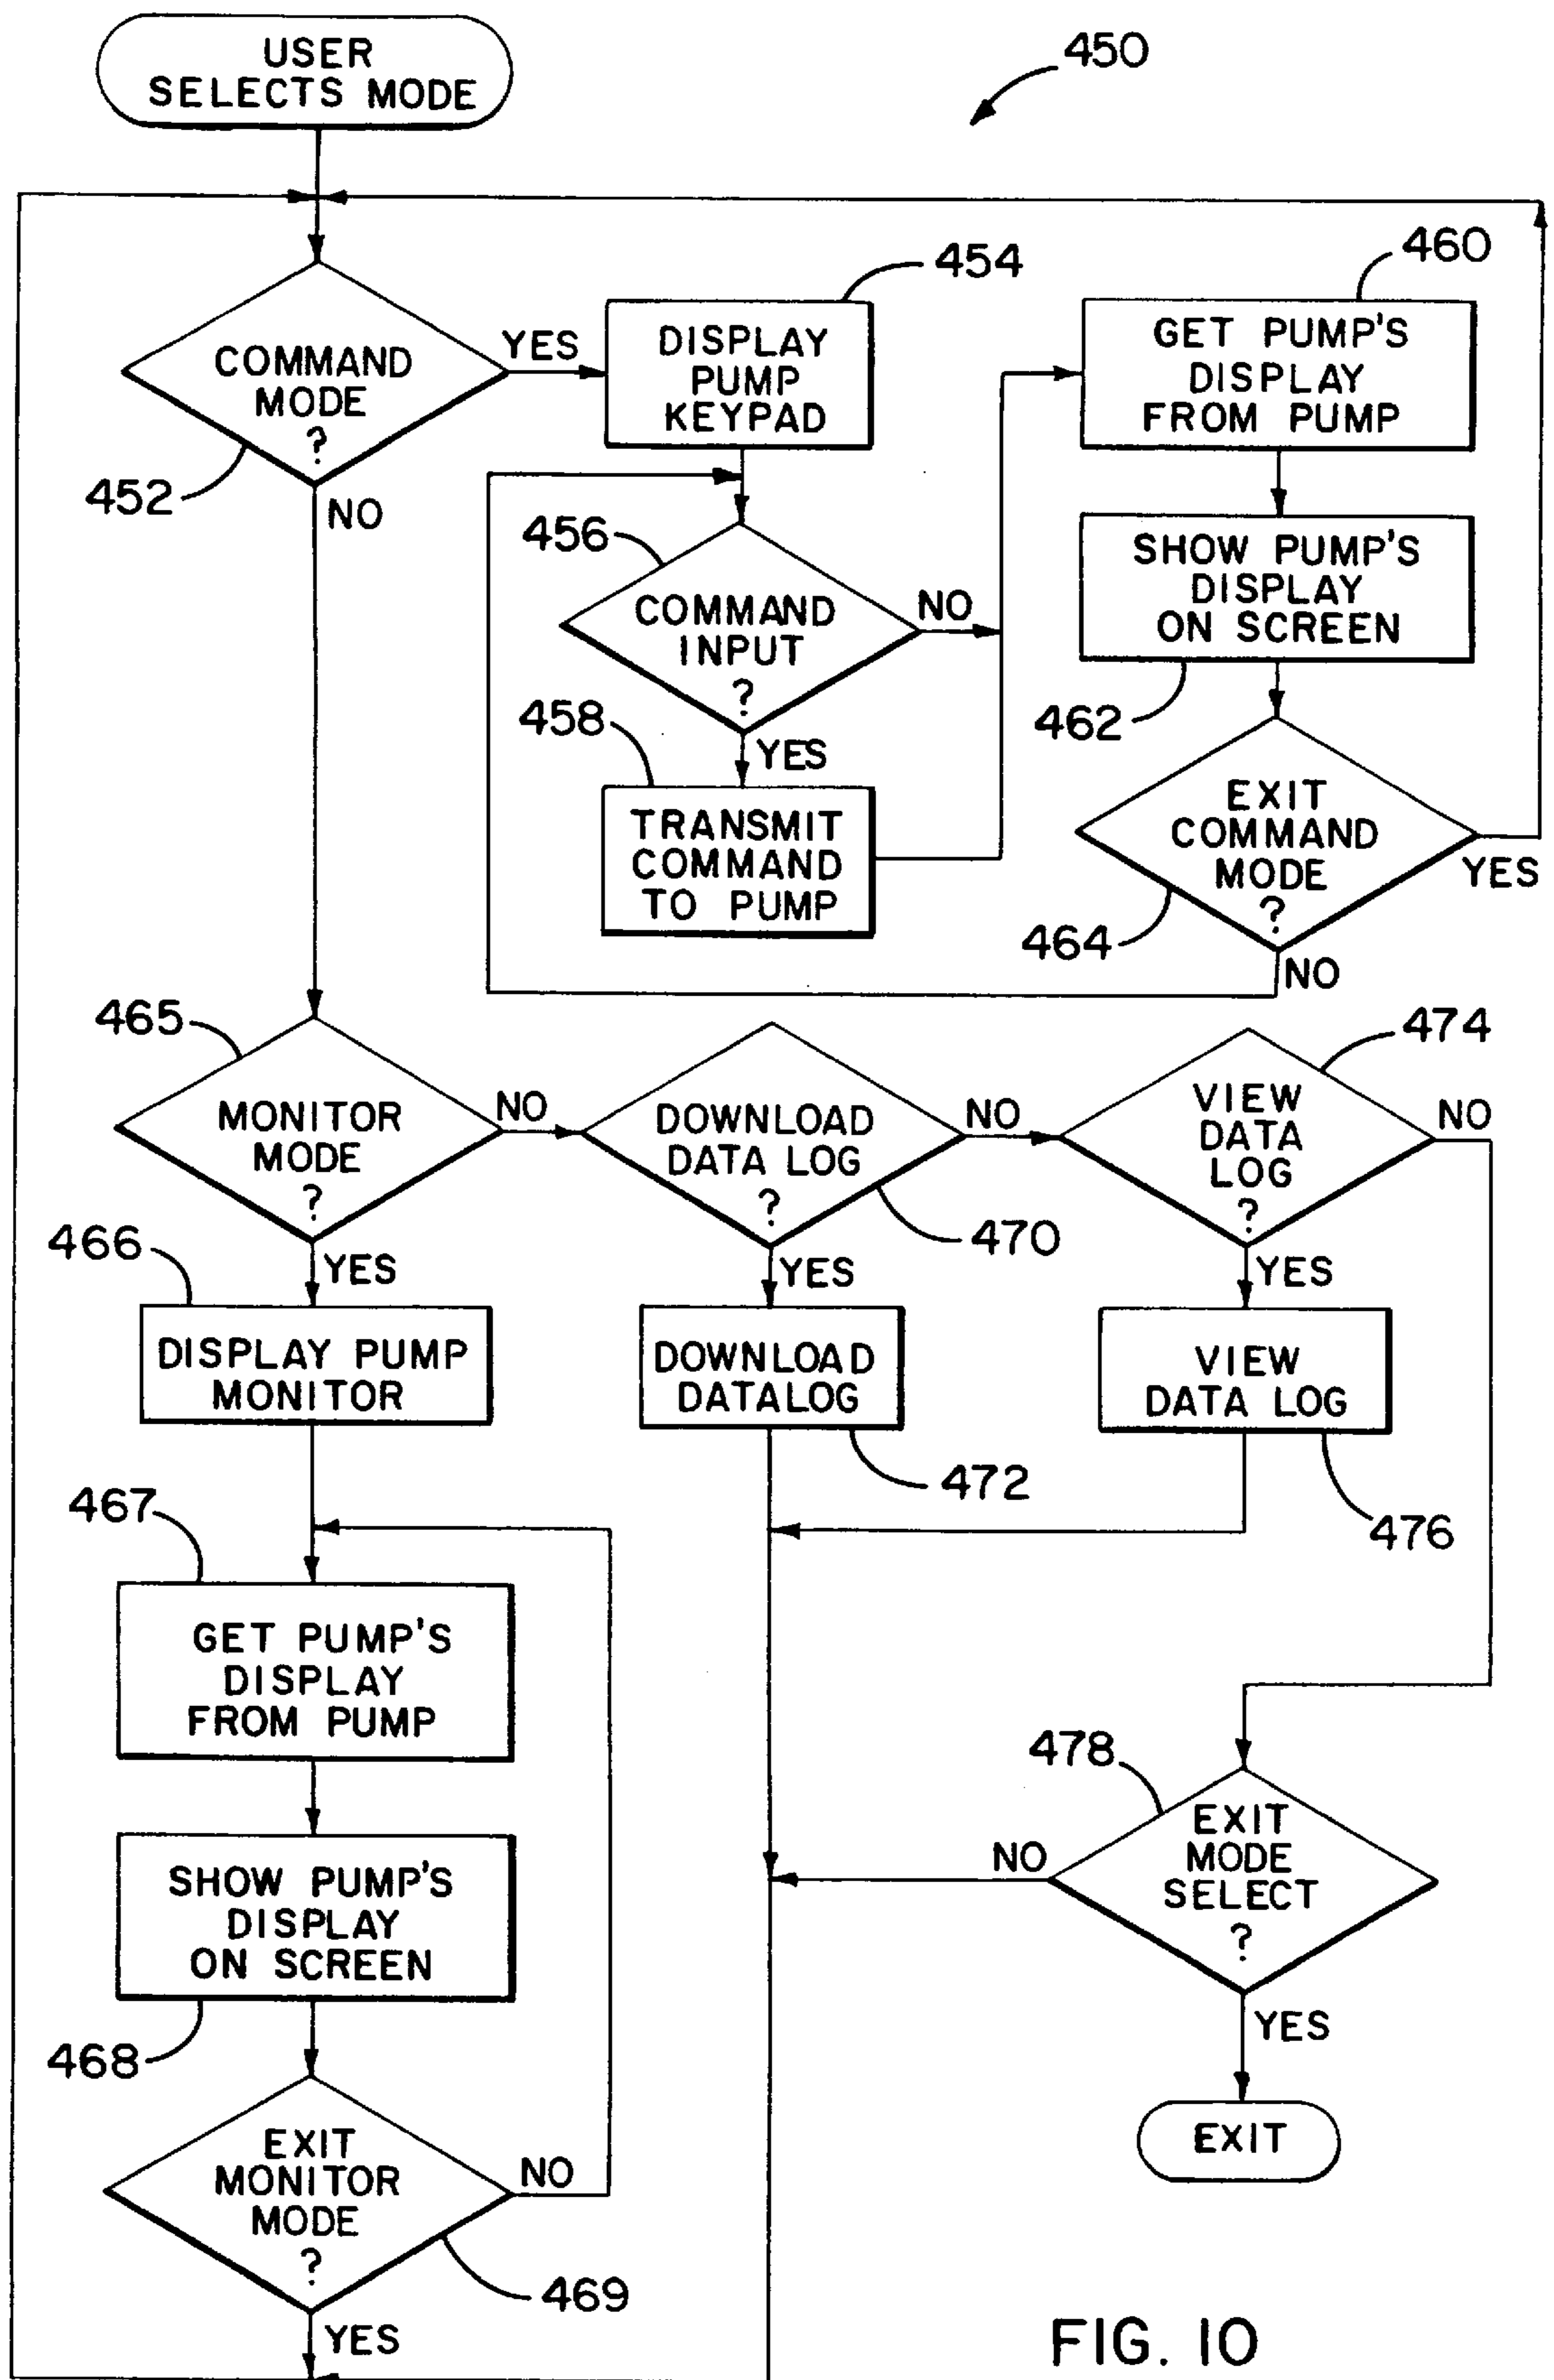 USER
SELECTS MODE
450
COMMAND
MODE
?
452
YES
NO
454
DISPLAY
PUMP
KEYPAD
456
COMMAND
INPUT
?
NO
YES
458
TRANSMIT
COMMAND
TO PUMP
460
GET PUMP'S
DISPLAY
FROM PUMP
SHOW PUMP'S
DISPLAY
ON SCREEN
462
EXIT
COMMAND
MODE
?
464
YES
NO
465
MONITOR
MODE
?
NO
YES
DOWNLOAD
DATA LOG
?
470
NO
YES
474
VIEW
DATA
LOG
?
NO
YES
466
DISPLAY PUMP
MONITOR
DOWNLOAD
DATALOG
472
VIEW
DATA LOG
476
467
GET PUMP'S
DISPLAY
FROM PUMP
SHOW PUMP'S
DISPLAY
ON SCREEN
468
EXIT
MONITOR
MODE
?
469
NO
YES
478
EXIT
MODE
SELECT
?
NO
YES
EXIT
FIG. 10